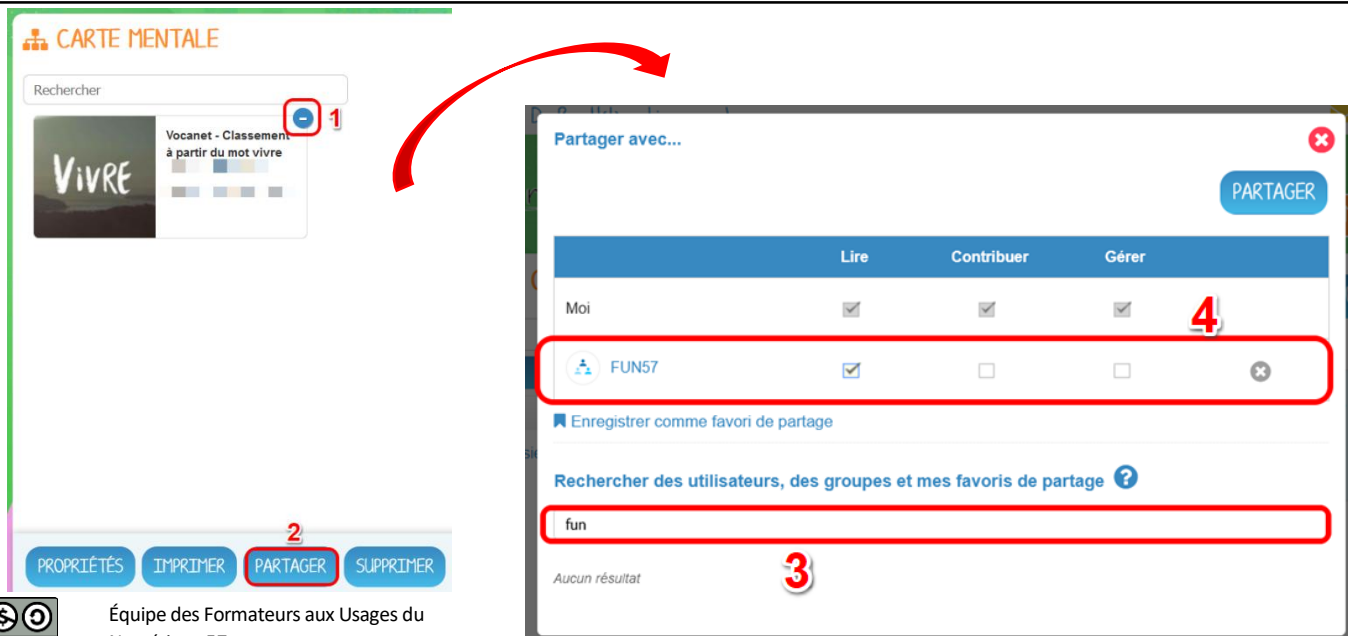 CARTE MENTALE
Rechercher
1
Vocanet - Classement
à partir du mot vivre
VIVRE
2
PROPRIÉTÉS
IMPRIMER
PARTAGER
SUPPRIMER
Équipe des Formateurs aux Usages du
Partager avec...
PARTAGER
Lire Contribuer Gérer
Moi
4
FUN57
Enregistrer comme favori de partage
Rechercher des utilisateurs, des groupes et mes favoris de partage ?
fun
3
Aucun résultat